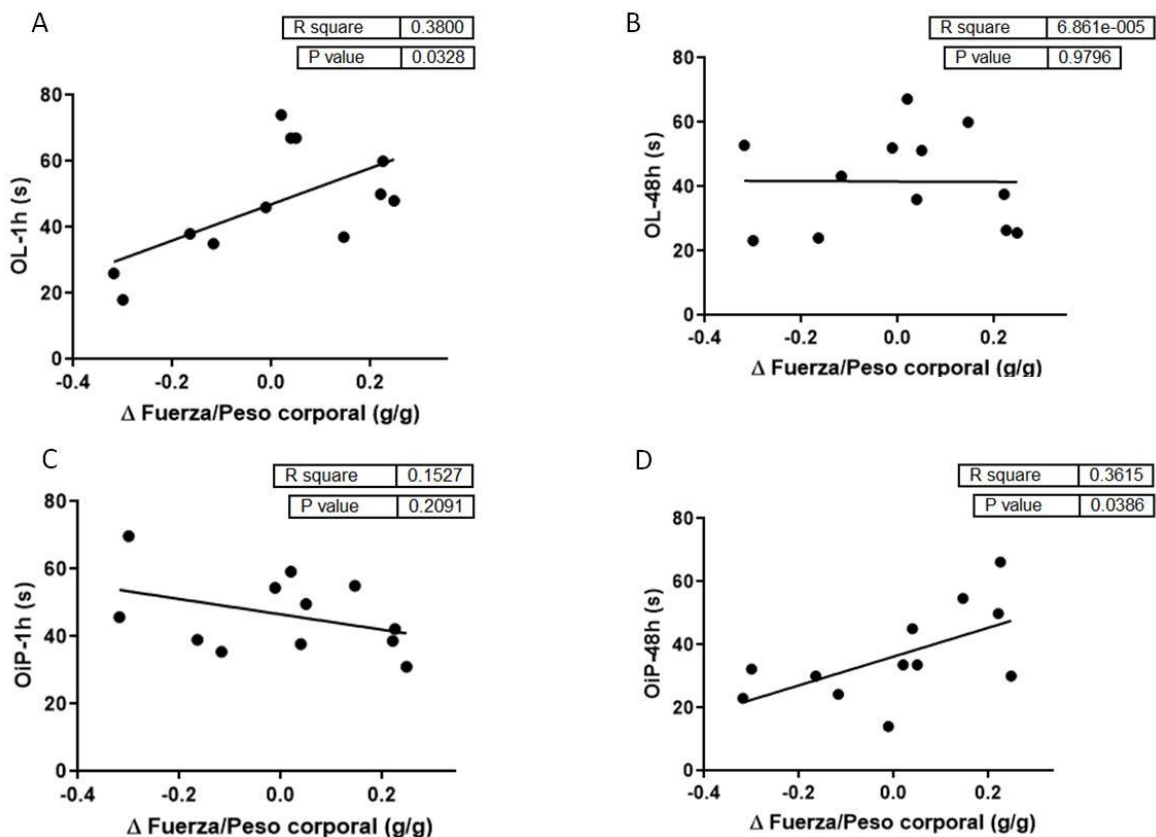 A
R square 0.3800
P value 0.0328
80
60
40
20
0
OL-1h (s)
-0.4 -0.2 0.0 0.2
Δ Fuerza/Peso corporal (g/g)
B
R square 6.861e-005
P value 0.9796
80
60
40
20
0
OL-48h (s)
-0.4 -0.2 0.0 0.2
Δ Fuerza/Peso corporal (g/g)
C
R square 0.1527
P value 0.2091
80
60
40
20
0
OiP-1h (s)
-0.4 -0.2 0.0 0.2
Δ Fuerza/Peso corporal (g/g)
D
R square 0.3615
P value 0.0386
80
60
40
20
0
OiP-48h (s)
-0.4 -0.2 0.0 0.2
Δ Fuerza/Peso corporal (g/g)